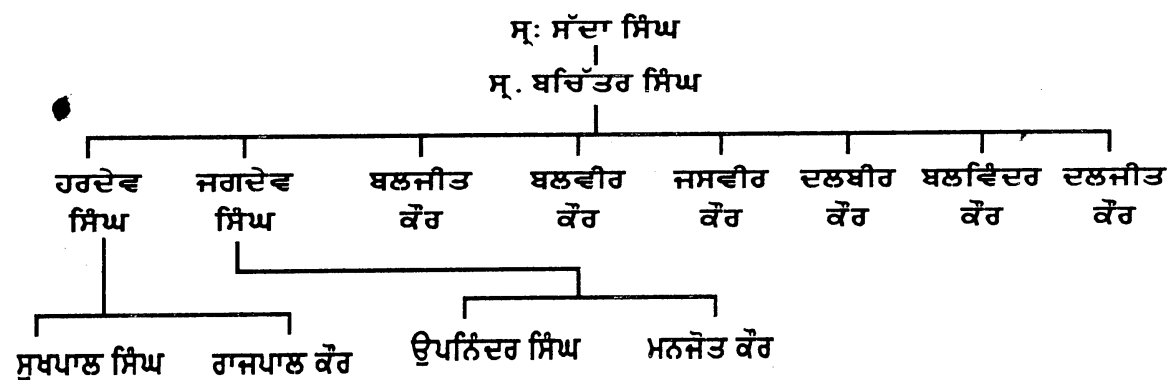 ਸ੍ਰ: ਸੱਦਾ ਸਿੰਘ
ਸ੍ਰ. ਬਚਿੱਤਰ ਸਿੰਘ
ਹਰਦੇਵ ਜਗਦੇਵ ਬਲਜੀਤ ਬਲਵੀਰ ਜਸਵੀਰ ਦਲਬੀਰ ਬਲਵਿੰਦਰ ਦਲਜੀਤ
ਸਿੰਘ ਸਿੰਘ ਕੌਰ ਕੌਰ ਕੌਰ ਕੌਰ ਕੌਰ ਕੌਰ
ਸੁਖਪਾਲ ਸਿੰਘ ਰਾਜਪਾਲ ਕੌਰ ਉਪਨਿੰਦਰ ਸਿੰਘ ਮਨਜੋਤ ਕੌਰ